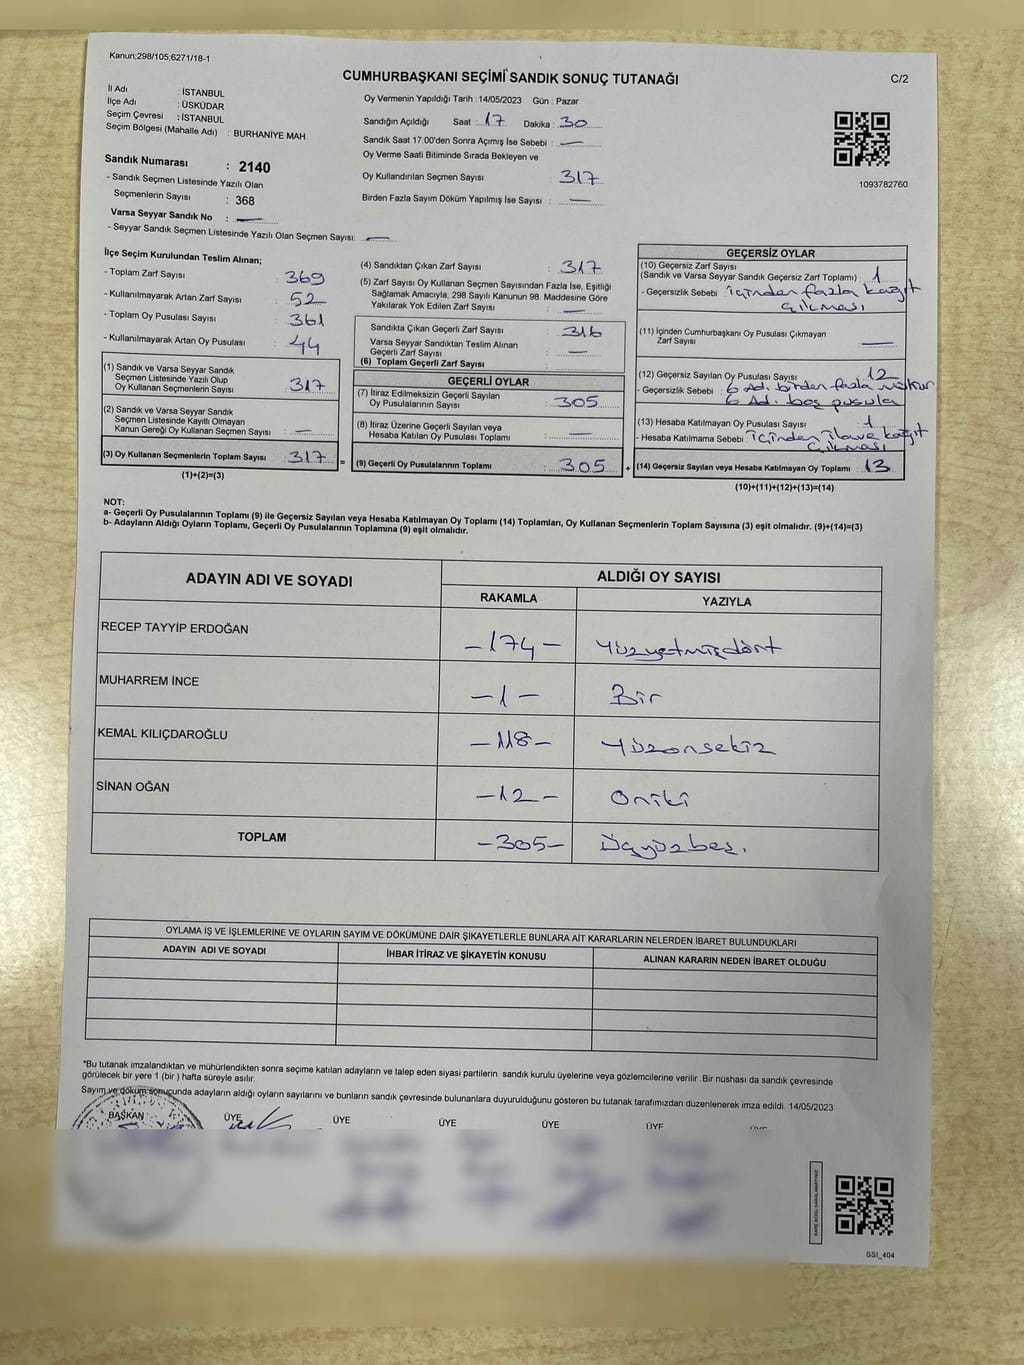 Kanun;298/105;6271/18-1
CUMHURBAŞKANI SEÇİMİ SANDIK SONUÇ TUTANAĞI
C/2
İl Adı : İSTANBUL
İlçe Adı : ÜSKÜDAR
Seçim Çevresi : İSTANBUL
Seçim Bölgesi (Mahalle Adı) : BURHANİYE MAH.
Sandık Numarası : 2140
- Sandık Seçmen Listesinde Yazılı Olan
Seçmenlerin Sayısı : 368
Varsa Seyyar Sandık No : —
- Seyyar Sandık Seçmen Listesinde Yazılı Olan Seçmen Sayısı: —
Oy Vermenin Yapıldığı Tarih : 14/05/2023 Gün : Pazar
Sandığın Açıldığı Saat : 17 Dakika : 30
Sandık Saat 17.00'den Sonra Açımış İse Sebebi : —
Oy Verme Saati Bitiminde Sırada Bekleyen ve
Oy Kullandırılan Seçmen Sayısı : 317
Birden Fazla Sayım Döküm Yapılmış İse Sayısı : —
1093782760
İlçe Seçim Kurulundan Teslim Alınan;
- Toplam Zarf Sayısı : 369
- Kullanılmayarak Artan Zarf Sayısı : 52
- Toplam Oy Pusulası Sayısı : 361
- Kullanılmayarak Artan Oy Pusulası : 44
(1) Sandık ve Varsa Seyyar Sandık
Seçmen Listesinde Yazılı Olup
Oy Kullanan Seçmenlerin Sayısı : 317
(2) Sandık ve Varsa Seyyar Sandık
Seçmen Listesinde Kayıtlı Olmayan
Kanun Gereği Oy Kullanan Seçmen Sayısı : —
(3) Oy Kullanan Seçmenlerin Toplam Sayısı : 317 =
(1)+(2)=(3)
(4) Sandıktan Çıkan Zarf Sayısı : 317
(5) Zarf Sayısı Oy Kullanan Seçmen Sayısından Fazla İse, Eşitliği
Sağlamak Amacıyla; 298 Sayılı Kanunun 98. Maddesine Göre
Yakılarak Yok Edilen Zarf Sayısı : —
Sandıkta Çıkan Geçerli Zarf Sayısı : 316
Varsa Seyyar Sandıktan Teslim Alınan
Geçerli Zarf Sayısı : —
(6) Toplam Geçerli Zarf Sayısı
GEÇERLİ OYLAR
(7) İtiraz Edilmeksizin Geçerli Sayılan
Oy Pusulalarının Sayısı : 305
(8) İtiraz Üzerine Geçerli Sayılan veya
Hesaba Katılan Oy Pusulası Toplamı : —
(9) Geçerli Oy Pusulalarının Toplamı : 305 +
GEÇERSİZ OYLAR
(10) Geçersiz Zarf Sayısı
(Sandık ve Varsa Seyyar Sandık Geçersiz Zarf Toplamı) : 1
- Geçersizlik Sebebi : içinden fazla kağıt
çıkması
(11) İçinden Cumhurbaşkanı Oy Pusulası Çıkmayan
Zarf Sayısı —
(12) Geçersiz Sayılan Oy Pusulası Sayısı : 12
- Geçersizlik Sebebi : 6 Ad. birden fazla mühür
6 Ad. boş pusula
(13) Hesaba Katılmayan Oy Pusulası Sayısı : 1
- Hesaba Katılmama Sebebi : içinden ilave kağıt
çıkması
(14) Geçersiz Sayılan veya Hesaba Katılmayan Oy Toplamı : 13
(10)+(11)+(12)+(13)=(14)
NOT:
a- Geçerli Oy Pusulalarının Toplamı (9) ile Geçersiz Sayılan veya Hesaba Katılmayan Oy Toplamı (14) Toplamları, Oy Kullanan Seçmenlerin Toplam Sayısına (3) eşit olmalıdır. (9)+(14)=(3)
b- Adayların Aldığı Oyların Toplamı, Geçerli Oy Pusulalarının Toplamına (9) eşit olmalıdır.
ADAYIN ADI VE SOYADI ALDIĞI OY SAYISI
RAKAMLA YAZIYLA
RECEP TAYYİP ERDOĞAN -174- Yüzyetmişdört
MUHARREM İNCE -1- Bir
KEMAL KILIÇDAROĞLU -118- Yüzonsekiz
SİNAN OĞAN -12- Oniki
TOPLAM -305- Üçyüzbeş.
OYLAMA İŞ VE İŞLEMLERİNE VE OYLARIN SAYIM VE DÖKÜMÜNE DAİR ŞİKAYETLERLE BUNLARA AİT KARARLARIN NELERDEN İBARET BULUNDUKLARI
ADAYIN ADI VE SOYADI İHBAR İTİRAZ VE ŞİKAYETİN KONUSU ALINAN KARARIN NEDEN İBARET OLDUĞU
*Bu tutanak imzalandıktan ve mühürlendikten sonra seçime katılan adayların ve talep eden siyasi partilerin sandık kurulu üyelerine veya gözlemcilerine verilir .Bir nüshası da sandık çevresinde
görülecek bir yere 1 (bir ) hafta süreyle asılır.
Sayım ve döküm sonucunda adayların aldığı oyların sayılarını ve bunların sandık çevresinde bulunanlara duyurulduğunu gösteren bu tutanak tarafımızdan düzenlenerek imza edildi. 14/05/2023
BAŞKAN ÜYE ÜYE ÜYE ÜYE ÜYE
SSI_404